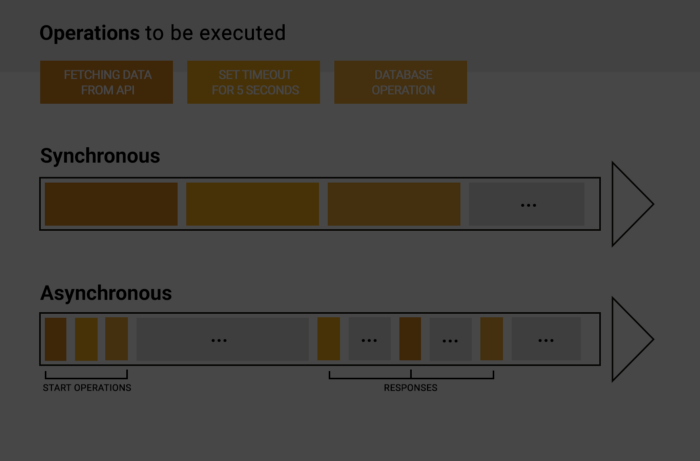 Operations to be executed
FETCHING DATA
FROM API
SET TIMEOUT
FOR 5 SECONDS
DATABASE
OPERATION
Synchronous
...
Asynchronous
... ... ... ...
START OPERATIONS
RESPONSES